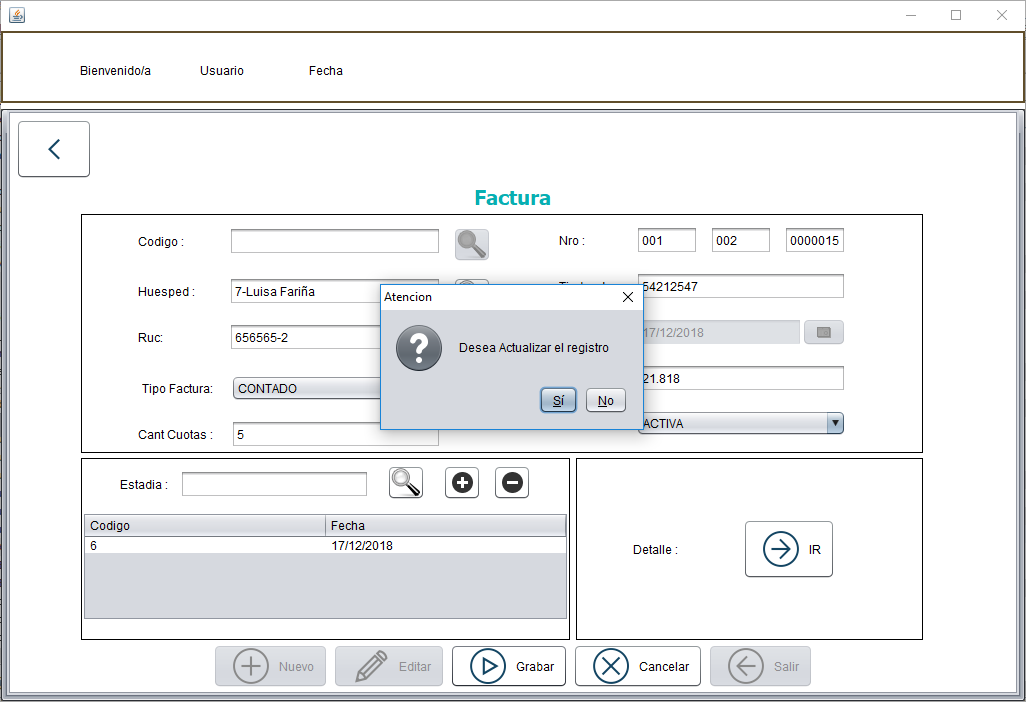 Bienvenido/a Usuario Fecha
Factura
Codigo : Nro : 001 002 0000015
Huesped : 7-Luisa Fariña 54212547
Ruc: 656565-2 17/12/2018
Tipo Factura: CONTADO 21.818
Cant Cuotas : 5 ACTIVA
Atencion
Desea Actualizar el registro
Sí No
Estadia :
Codigo Fecha
6 17/12/2018
Detalle : IR
Nuevo Editar Grabar Cancelar Salir